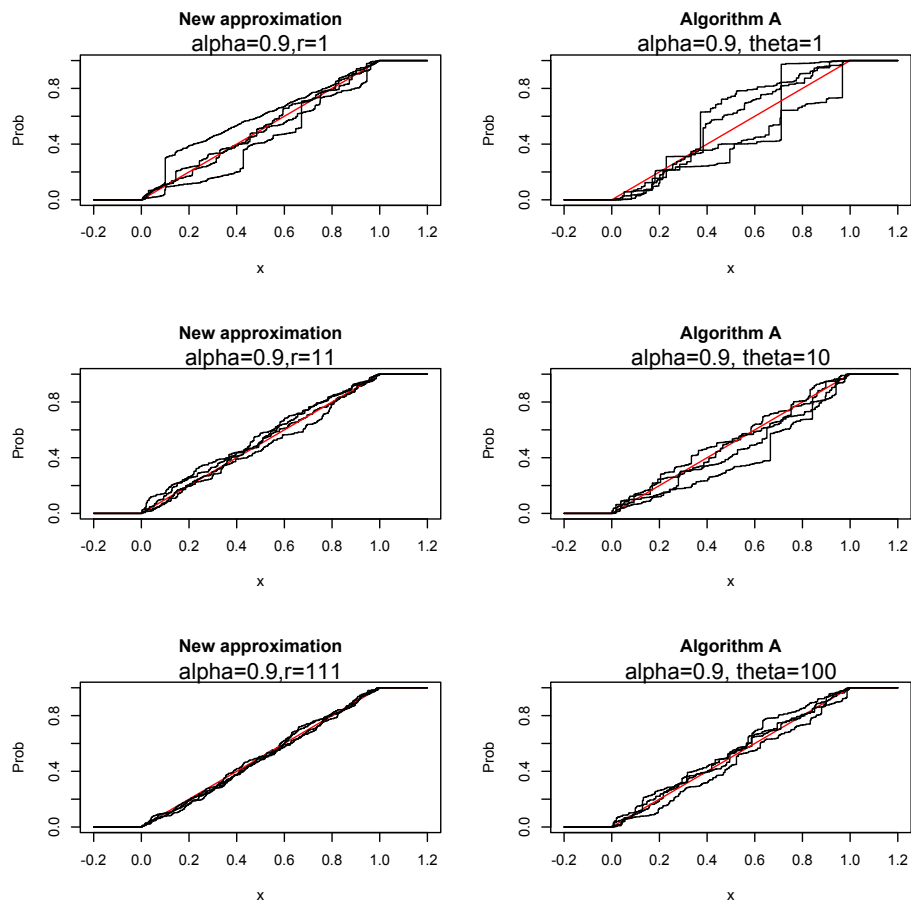 New approximation
alpha=0.9,r=1
Prob
0.0 0.4 0.8
-0.2 0.0 0.2 0.4 0.6 0.8 1.0 1.2
x
Algorithm A
alpha=0.9, theta=1
Prob
0.0 0.4 0.8
-0.2 0.0 0.2 0.4 0.6 0.8 1.0 1.2
x
New approximation
alpha=0.9,r=11
Prob
0.0 0.4 0.8
-0.2 0.0 0.2 0.4 0.6 0.8 1.0 1.2
x
Algorithm A
alpha=0.9, theta=10
Prob
0.0 0.4 0.8
-0.2 0.0 0.2 0.4 0.6 0.8 1.0 1.2
x
New approximation
alpha=0.9,r=111
Prob
0.0 0.4 0.8
-0.2 0.0 0.2 0.4 0.6 0.8 1.0 1.2
x
Algorithm A
alpha=0.9, theta=100
Prob
0.0 0.4 0.8
-0.2 0.0 0.2 0.4 0.6 0.8 1.0 1.2
x